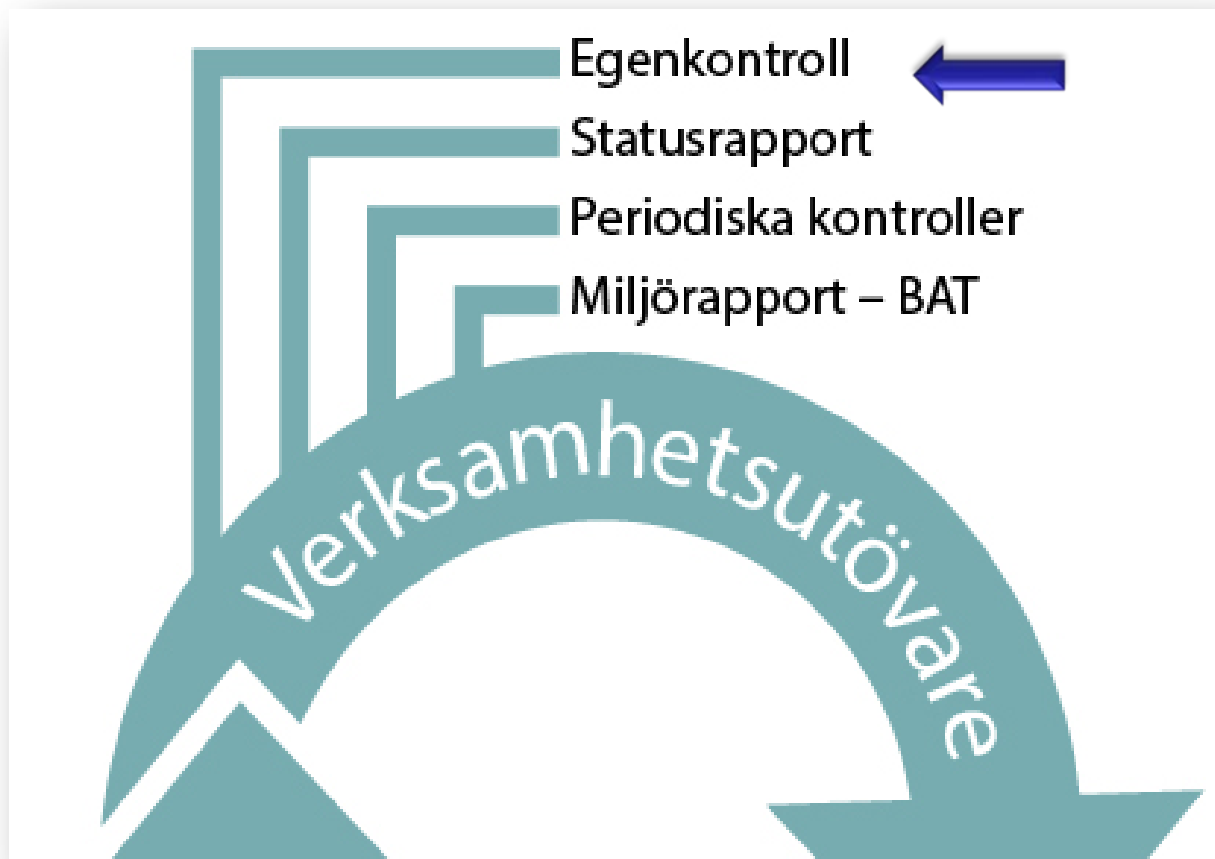 Egenkontroll
Statusrapport
Periodiska kontroller
Miljörapport – BAT
Verksamhetsutövare